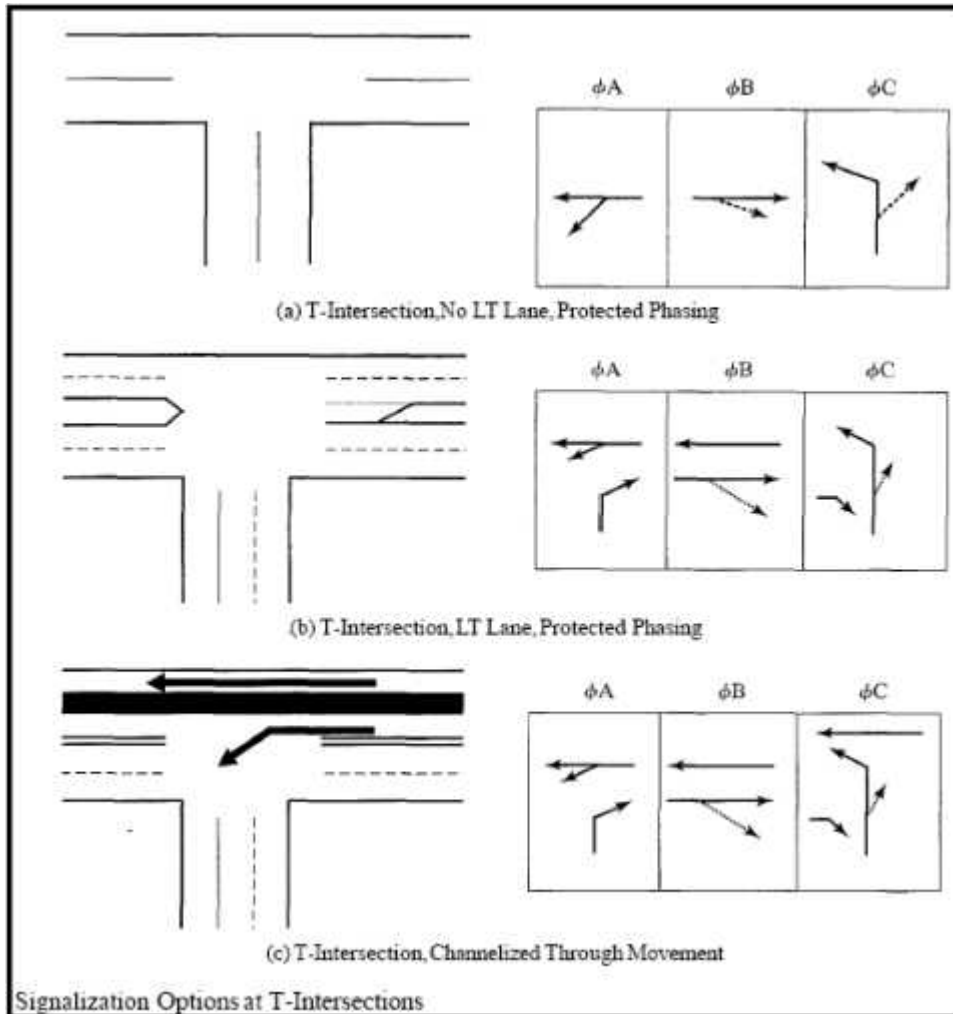 ϕA ϕB ϕC
(a) T-Intersection,No LT Lane, Protected Phasing
ϕA ϕB ϕC
(b) T-Intersection, LT Lane, Protected Phasing
ϕA ϕB ϕC
(c) T-Intersection, Channelized Through Movement
Signalization Options at T-Intersections